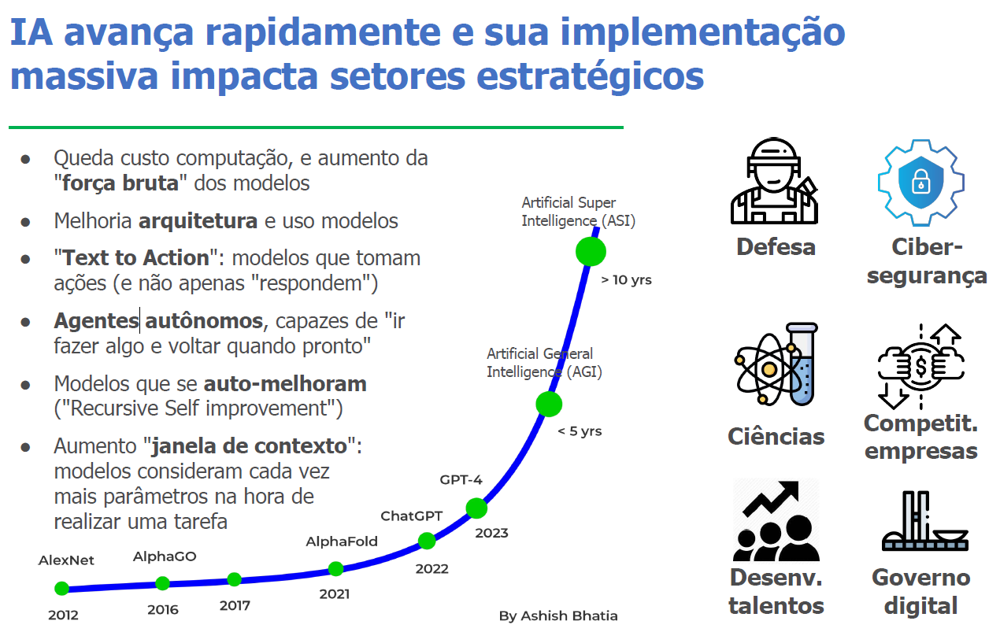 IA avança rapidamente e sua implementação
massiva impacta setores estratégicos
● Queda custo computação, e aumento da
"força bruta" dos modelos
● Melhoria arquitetura e uso modelos
● "Text to Action": modelos que tomam
ações (e não apenas "respondem")
● Agentes autônomos, capazes de "ir
fazer algo e voltar quando pronto"
● Modelos que se auto-melhoram
("Recursive Self improvement")
● Aumento "janela de contexto":
modelos consideram cada vez
mais parâmetros na hora de
realizar uma tarefa
AlexNet
2012
AlphaGO
2016
2017
AlphaFold
2021
ChatGPT
2022
GPT-4
2023
Artificial General
Intelligence (AGI)
< 5 yrs
Artificial Super
Intelligence (ASI)
> 10 yrs
By Ashish Bhatia
Defesa
Ciber-
segurança
Ciências
$
Competit.
empresas
Desenv.
talentos
Governo
digital